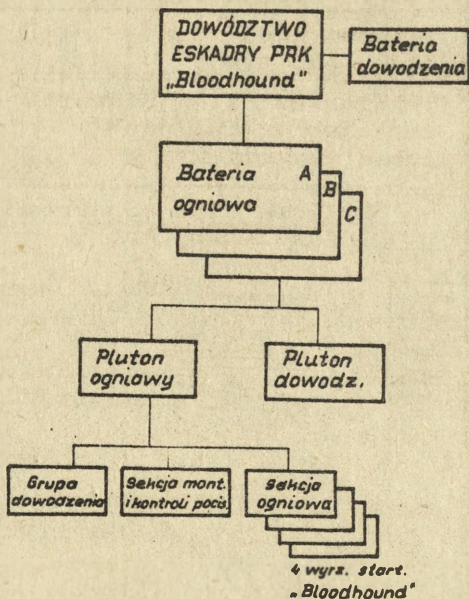 DOWÓDZTWO
ESKADRY PRK
„Bloodhound"
Bateria
dowodzenia
Bateria A
ogniowa B
C
Pluton
ogniowy
Pluton
dowodz.
Grupa
dowodzenia
Sekcja mont.
i kontroli pocis.
Sekcja
ogniowa
4 wyrz. start.
„Bloodhound"